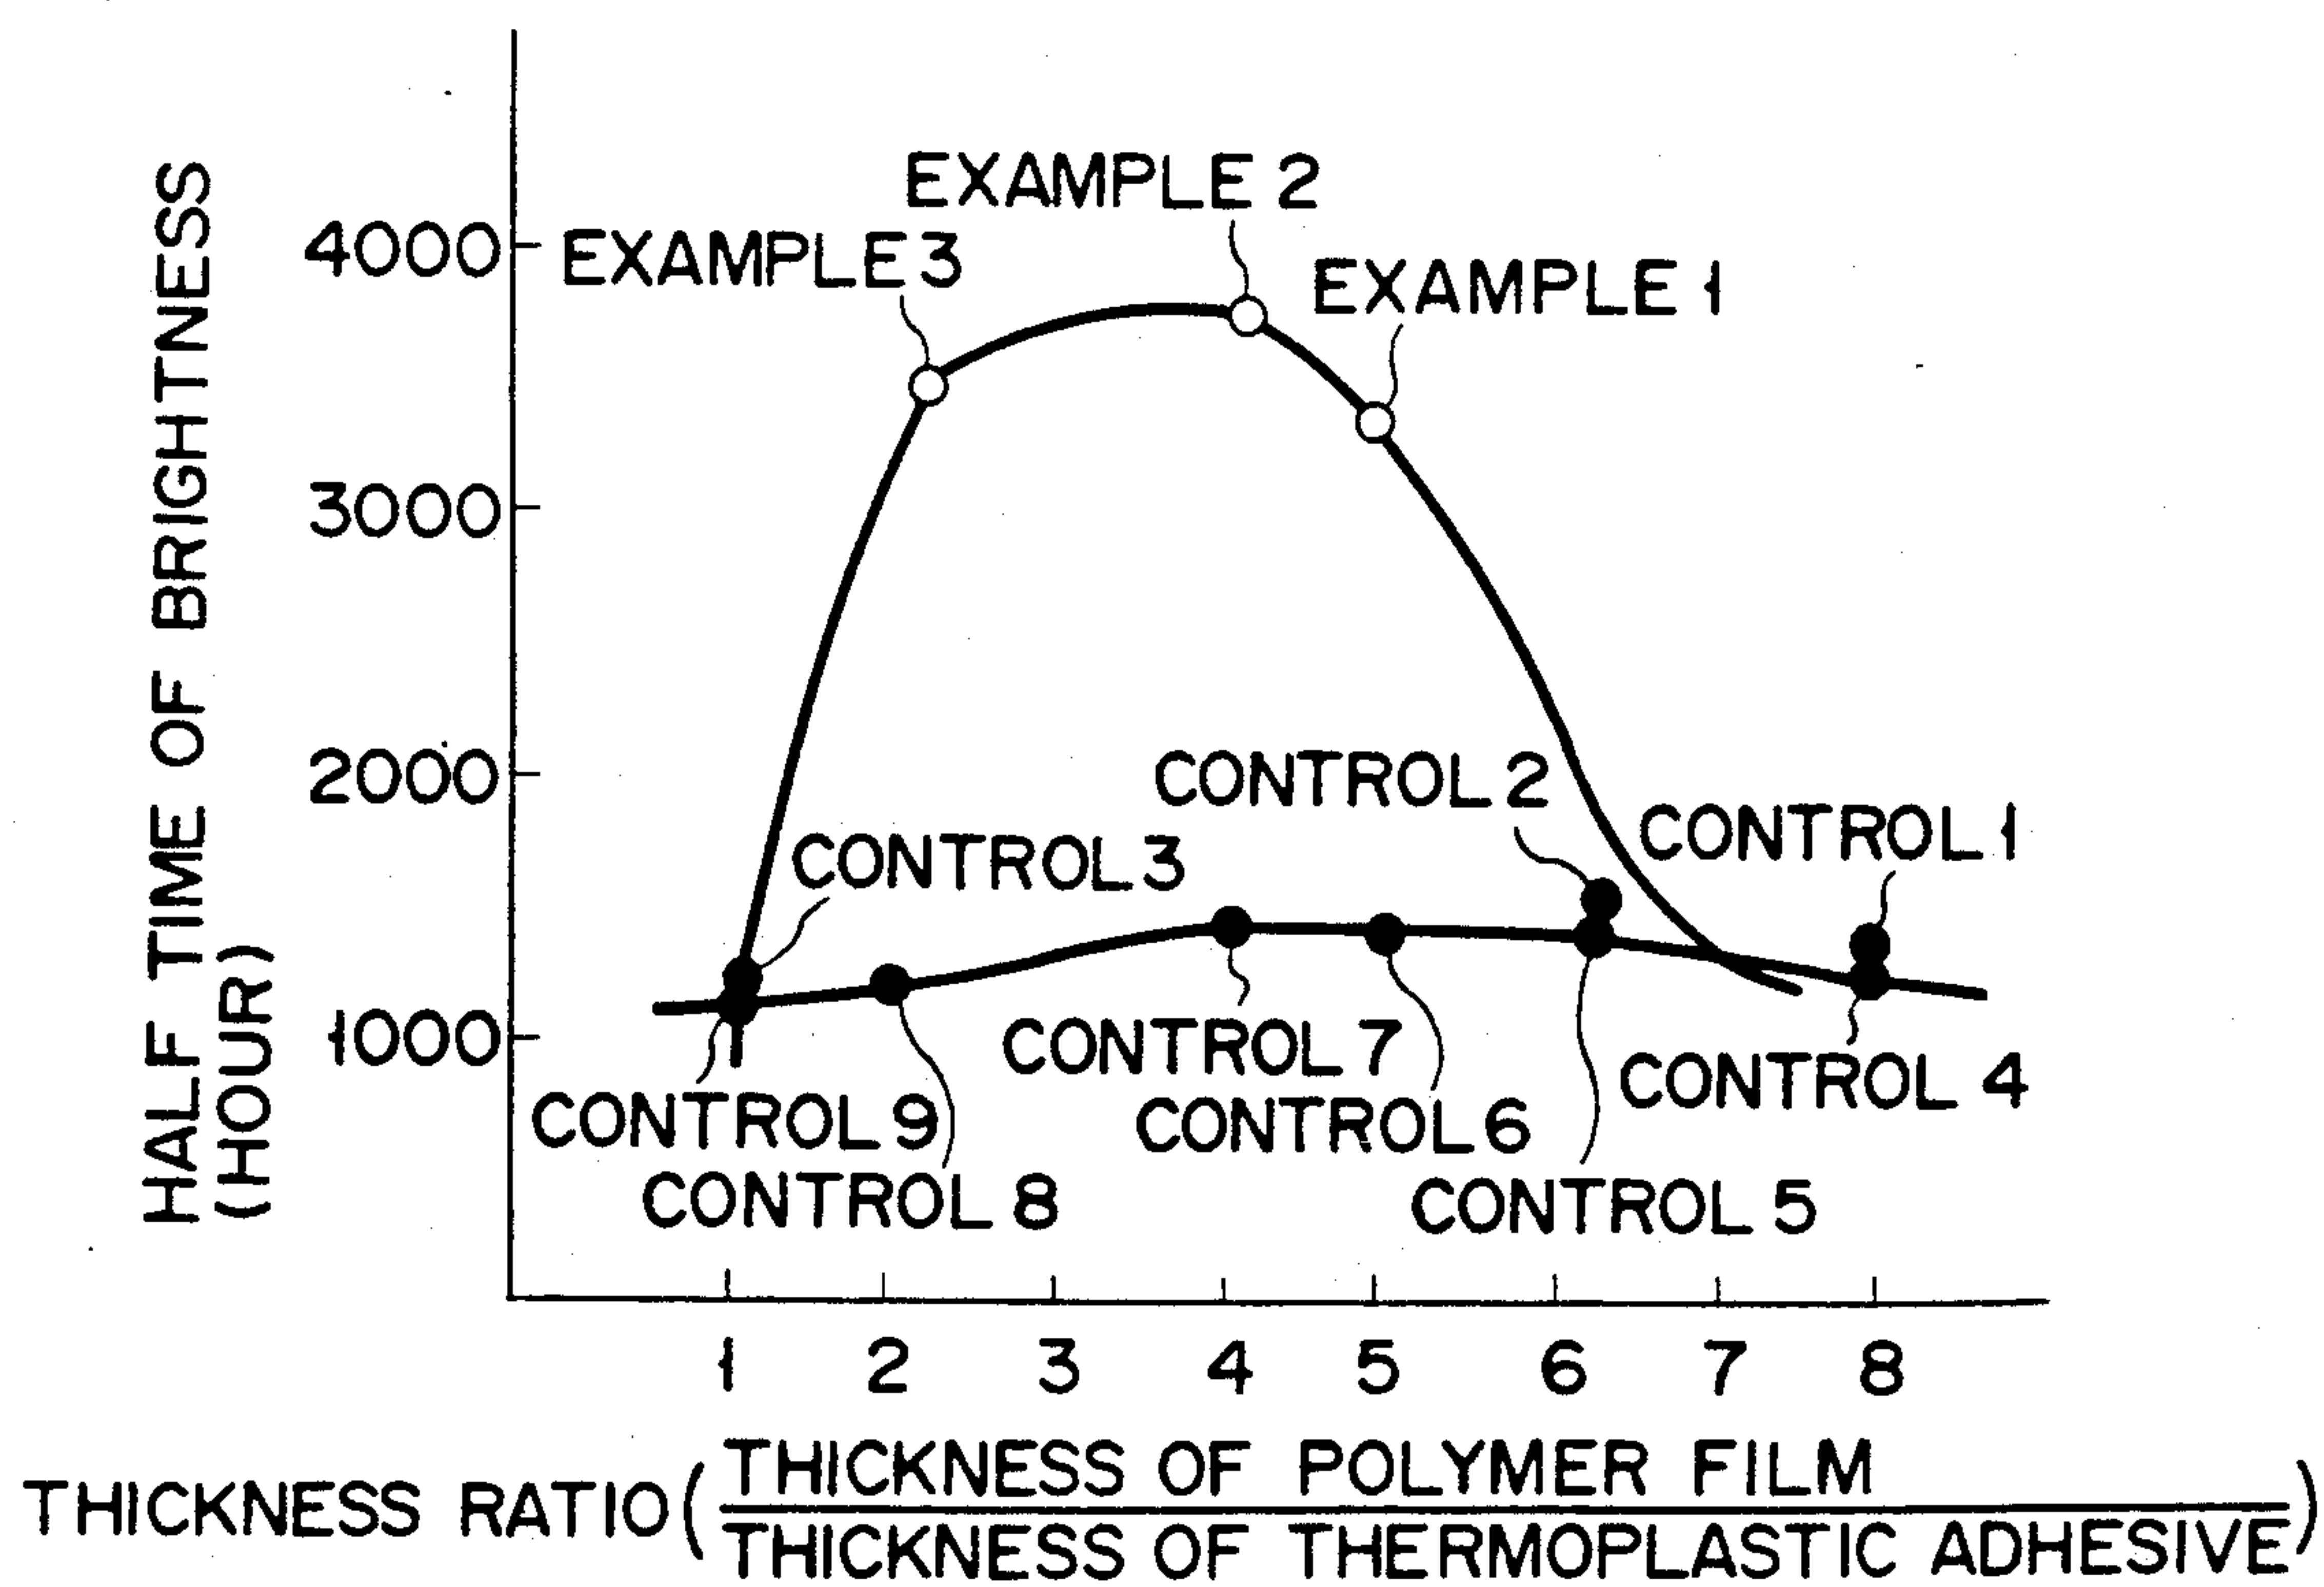 EXAMPLE 2
4000
EXAMPLE 3
EXAMPLE 1
3000
2000
CONTROL 2
CONTROL 1
CONTROL 3
1000
CONTROL 7
CONTROL 4
CONTROL 9
CONTROL 6
CONTROL 8
CONTROL 5
HALF TIME OF BRIGHTNESS
(HOUR)
1 2 3 4 5 6 7 8
THICKNESS RATIO (THICKNESS OF POLYMER FILM
THICKNESS OF THERMOPLASTIC ADHESIVE)